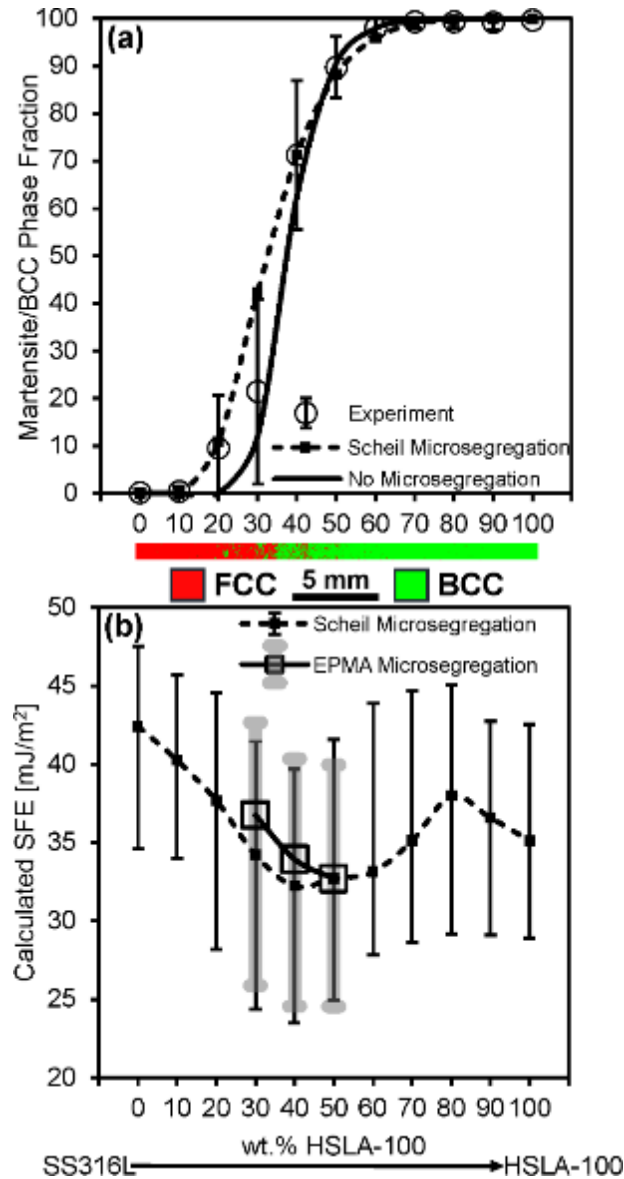 (a)
Martensite/BCC Phase Fraction
100
90
80
70
60
50
40
30
20
10
0
Experiment
Scheil Microsegregation
No Microsegregation
0 10 20 30 40 50 60 70 80 90 100
FCC 5 mm BCC
(b)
Calculated SFE [mJ/m²]
50
45
40
35
30
25
20
Scheil Microsegregation
EPMA Microsegregation
0 10 20 30 40 50 60 70 80 90 100
wt.% HSLA-100
SS316L HSLA-100